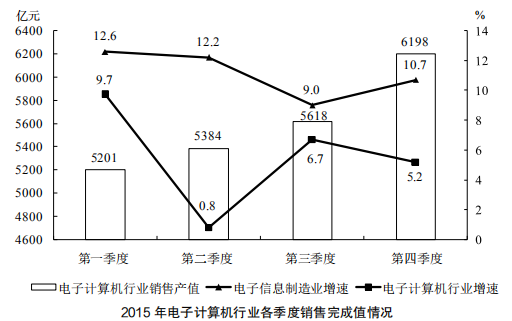 亿元 %
6400 14
6200 12
6000 10
5800 8
5600 6
5400 4
5200 2
5000 0
4800
4600
12.6 12.2 9.0 10.7
9.7 0.8 6.7 5.2
5201 5384 5618 6198
第一季度 第二季度 第三季度 第四季度
电子计算机行业销售产值 电子信息制造业增速 电子计算机行业增速
2015 年电子计算机行业各季度销售完成值情况